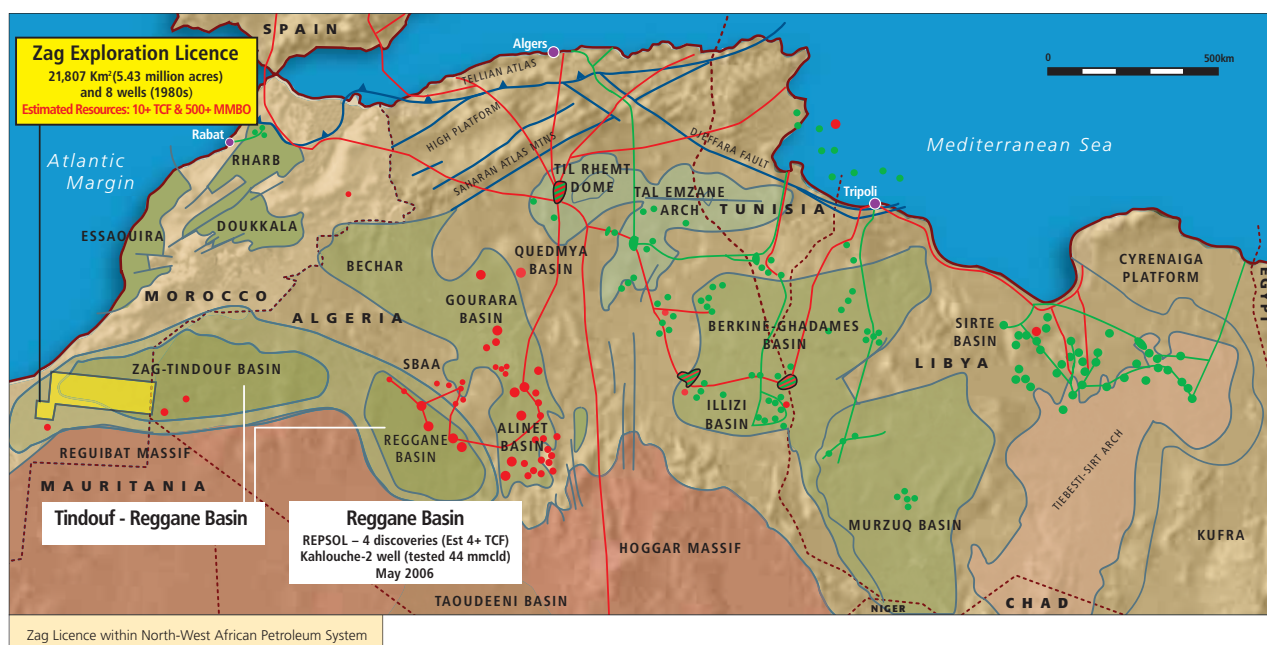 SPAIN
Zag Exploration Licence
21,807 Km²(5.43 million acres)
and 8 wells (1980s)
Estimated Resources: 10+ TCF & 500+ MMBO
Algers
0 500km
TELLIAN ATLAS
HIGH PLATFORM
SAHARAN ATLAS MTNS
DJEFFARA FAULT
Rabat
Atlantic
Margin
Mediterranean Sea
RHARB
TIL RHEMT
DOME
TAL EMZANE
ARCH
TUNISIA
Tripoli
ESSAOUIRA
DOUKKALA
BECHAR
QUEDMYA
BASIN
CYRENAIGA
PLATFORM
EGYPT
MOROCCO
ALGERIA
GOURARA
BASIN
BERKINE-GHADAMES
BASIN
SIRTE
BASIN
LIBYA
ZAG-TINDOUF BASIN
SBAA
ILLIZI
BASIN
ALINET
BASIN
REGGANE
BASIN
REGUIBAT MASSIF
MAURITANIA
TIEBESTI-SIRT ARCH
Tindouf - Reggane Basin
Reggane Basin
REPSOL – 4 discoveries (Est 4+ TCF)
Kahlouche-2 well (tested 44 mmcld)
May 2006
MURZUQ BASIN
KUFRA
HOGGAR MASSIF
TAOUDEENI BASIN
NIGER
CHAD
Zag Licence within North-West African Petroleum System